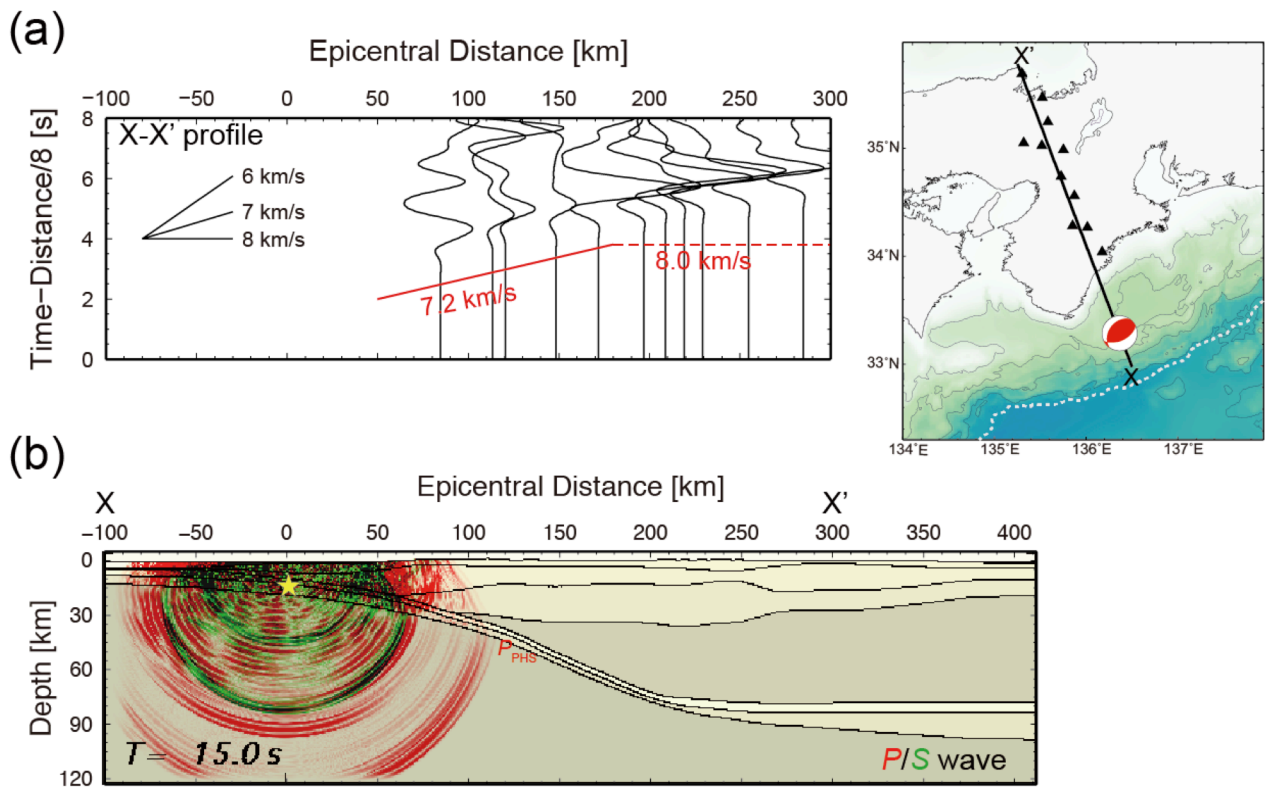 (a)
Epicentral Distance [km]
−100 −50 0 50 100 150 200 250 300
Time−Distance/8 [s]
8
6
4
2
0
X-X’ profile
6 km/s
7 km/s
8 km/s
7.2 km/s
8.0 km/s
X’
X
35˚N
34˚N
33˚N
134˚E 135˚E 136˚E 137˚E
(b)
Epicentral Distance [km]
X X’
−100 −50 0 50 100 150 200 250 300 350 400
Depth [km]
0
30
60
90
120
PPHS
T= 15.0 s
P/S wave